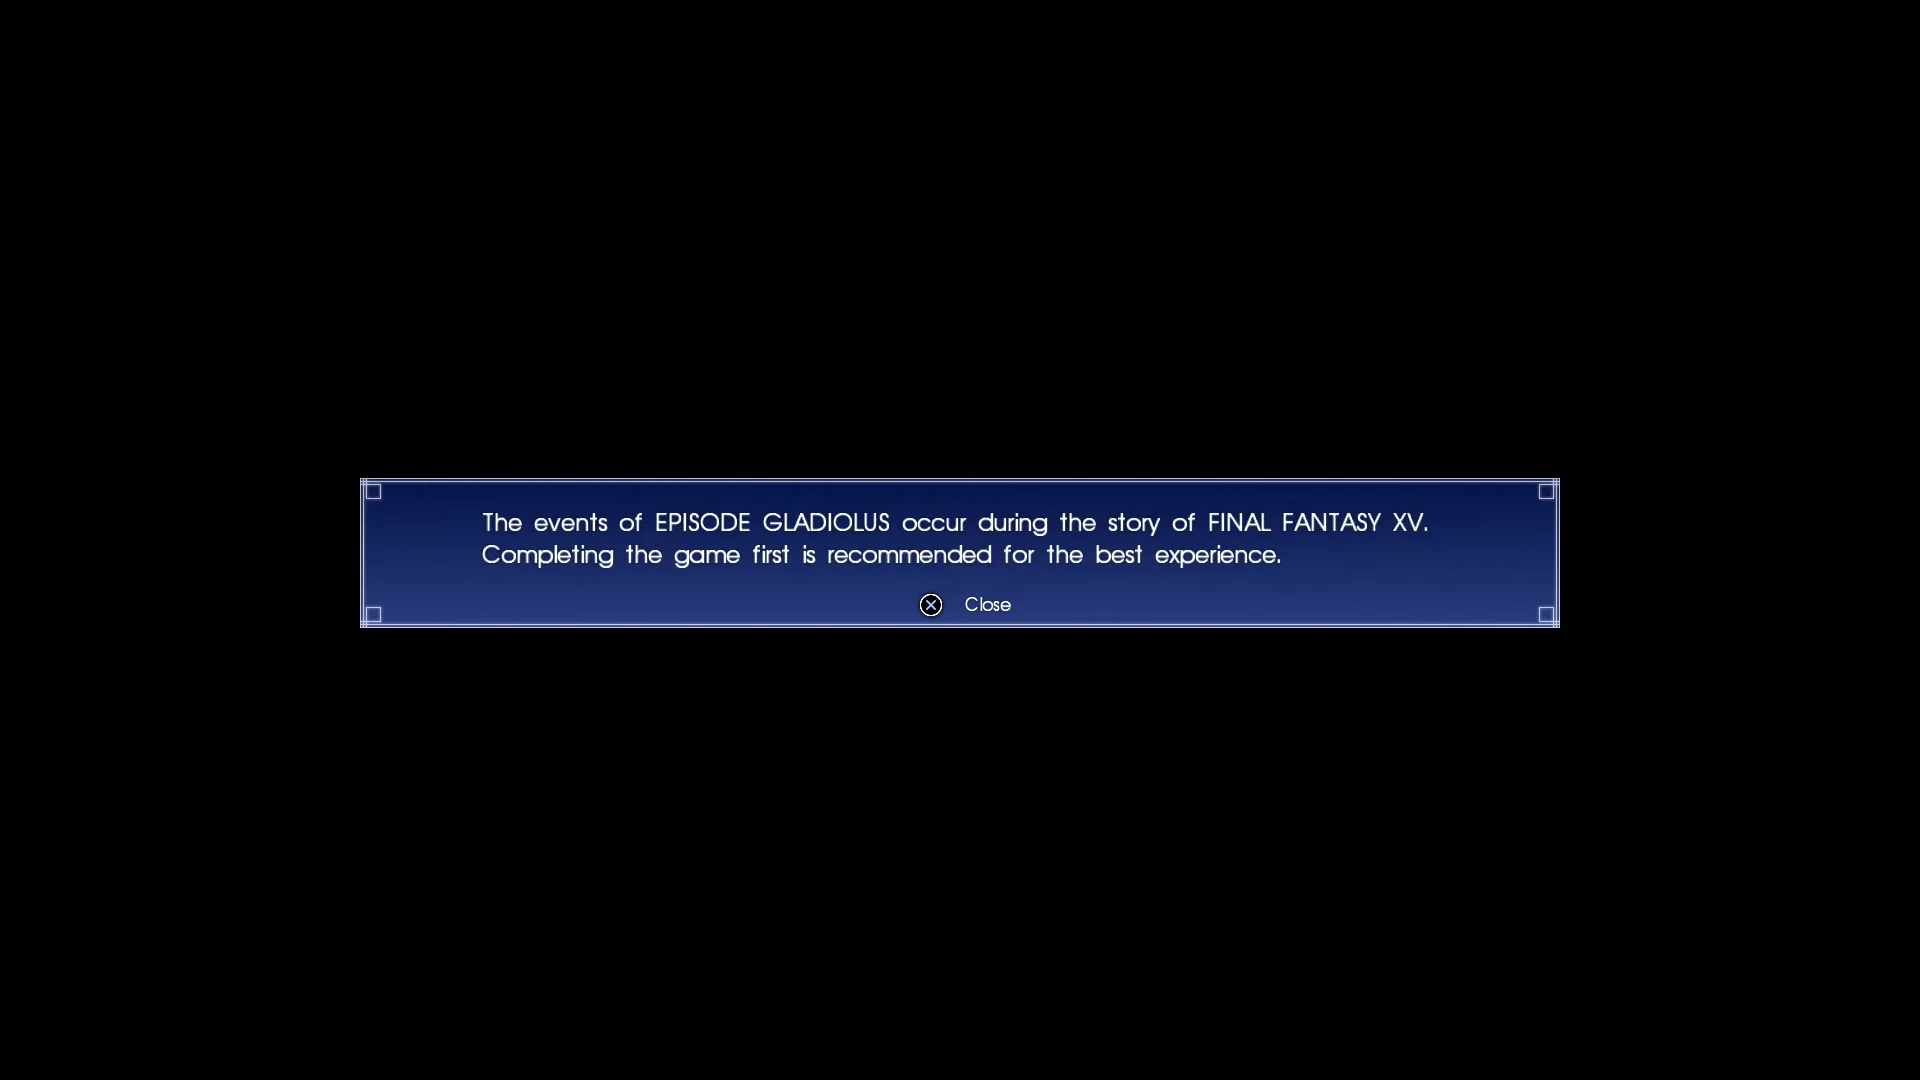 The events of EPISODE GLADIOLUS occur during the story of FINAL FANTASY XV.
Completing the game first is recommended for the best experience.
Close